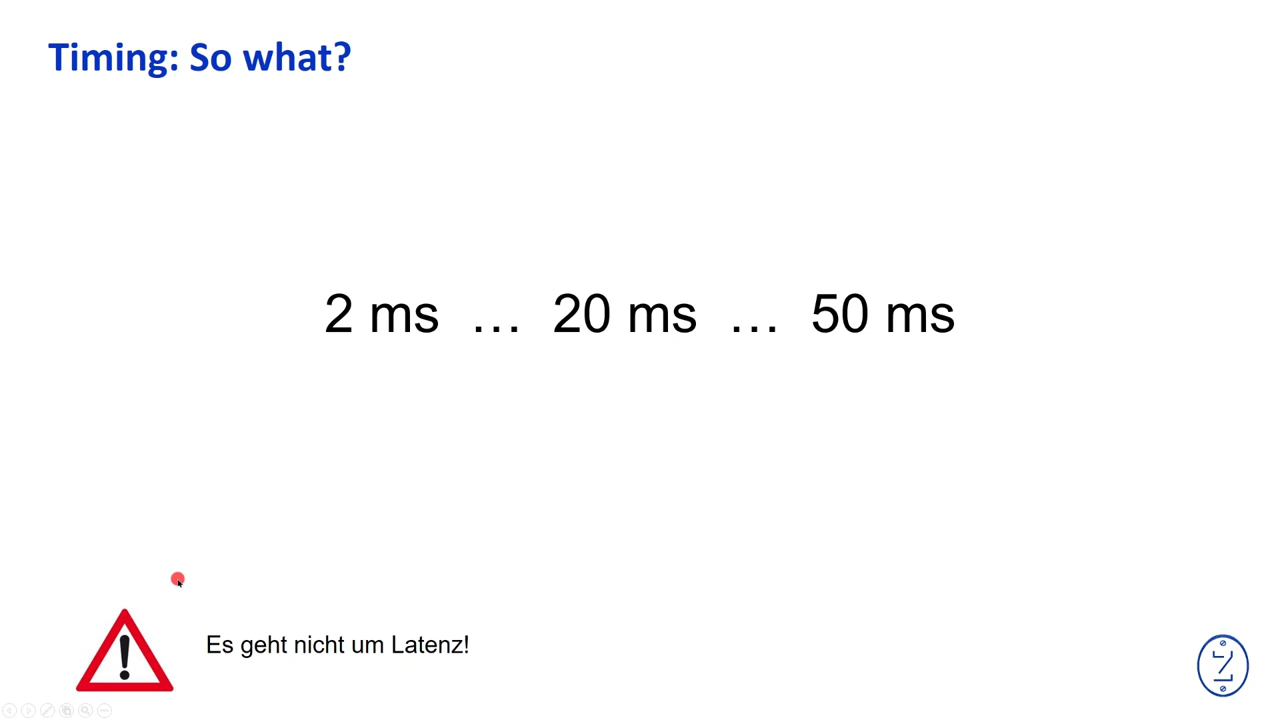 Timing: So what?
2 ms … 20 ms … 50 ms
Es geht nicht um Latenz!